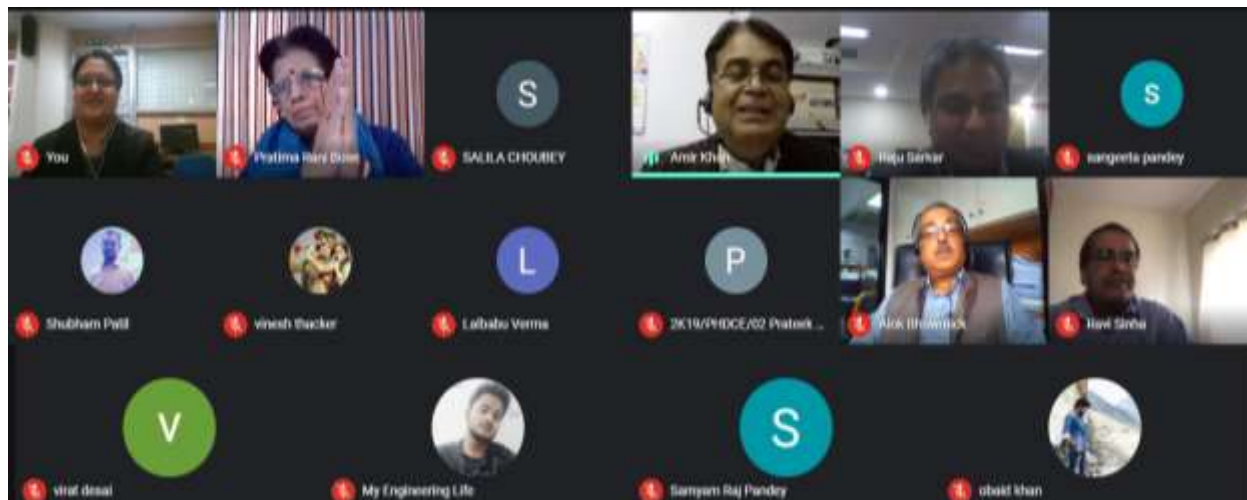 S
S
You
Pratima Rani Bose
SALILA CHOUBEY
Amir Khan
Raju Sarkar
sangeeta pandey
L
P
Shubham Patil
vinesh thacker
Lalbabu Verma
2K19/PHDCE/02 Prateek ...
Alok Bhowmick
Ravi Sinha
V
S
virat desai
My Engineering Life
Samyam Raj Pandey
obaid khan